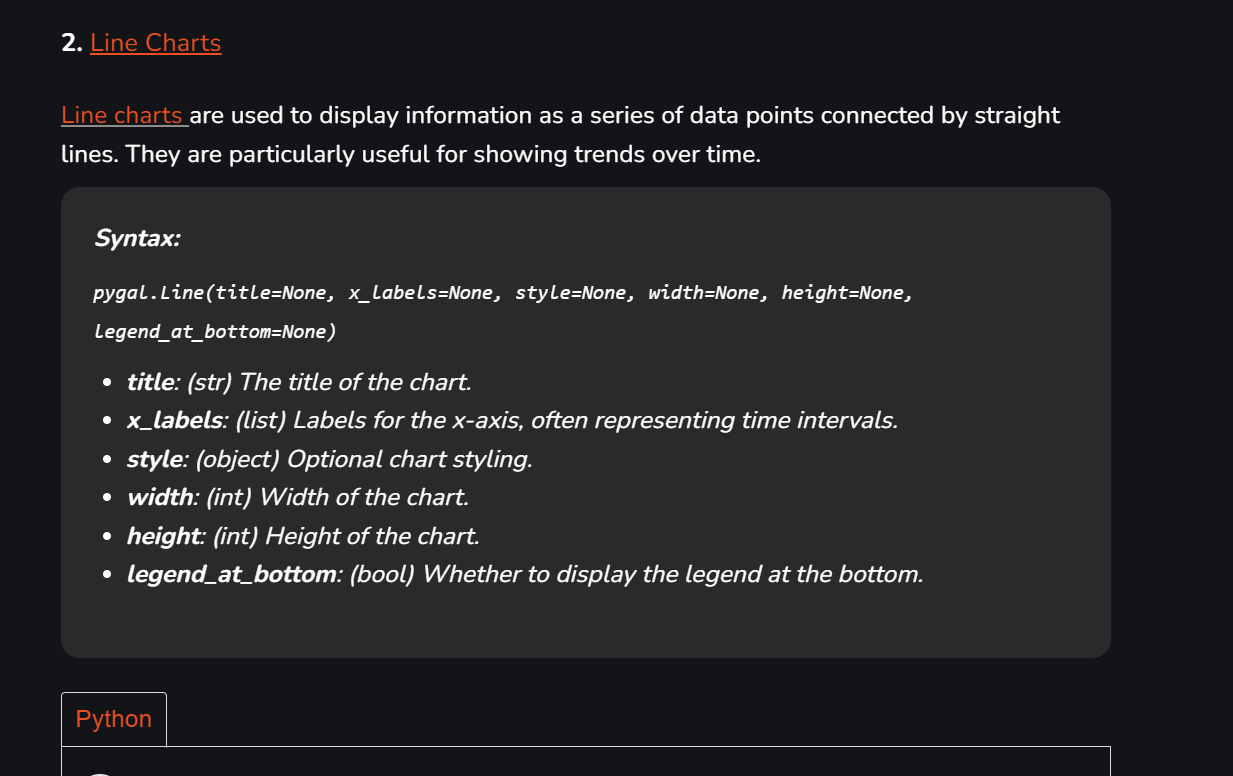 2. Line Charts
Line charts are used to display information as a series of data points connected by straight
lines. They are particularly useful for showing trends over time.
Syntax:
pygal.Line(title=None, x_labels=None, style=None, width=None, height=None,
legend_at_bottom=None)
• title: (str) The title of the chart.
• x_labels: (list) Labels for the x-axis, often representing time intervals.
• style: (object) Optional chart styling.
• width: (int) Width of the chart.
• height: (int) Height of the chart.
• legend_at_bottom: (bool) Whether to display the legend at the bottom.
Python